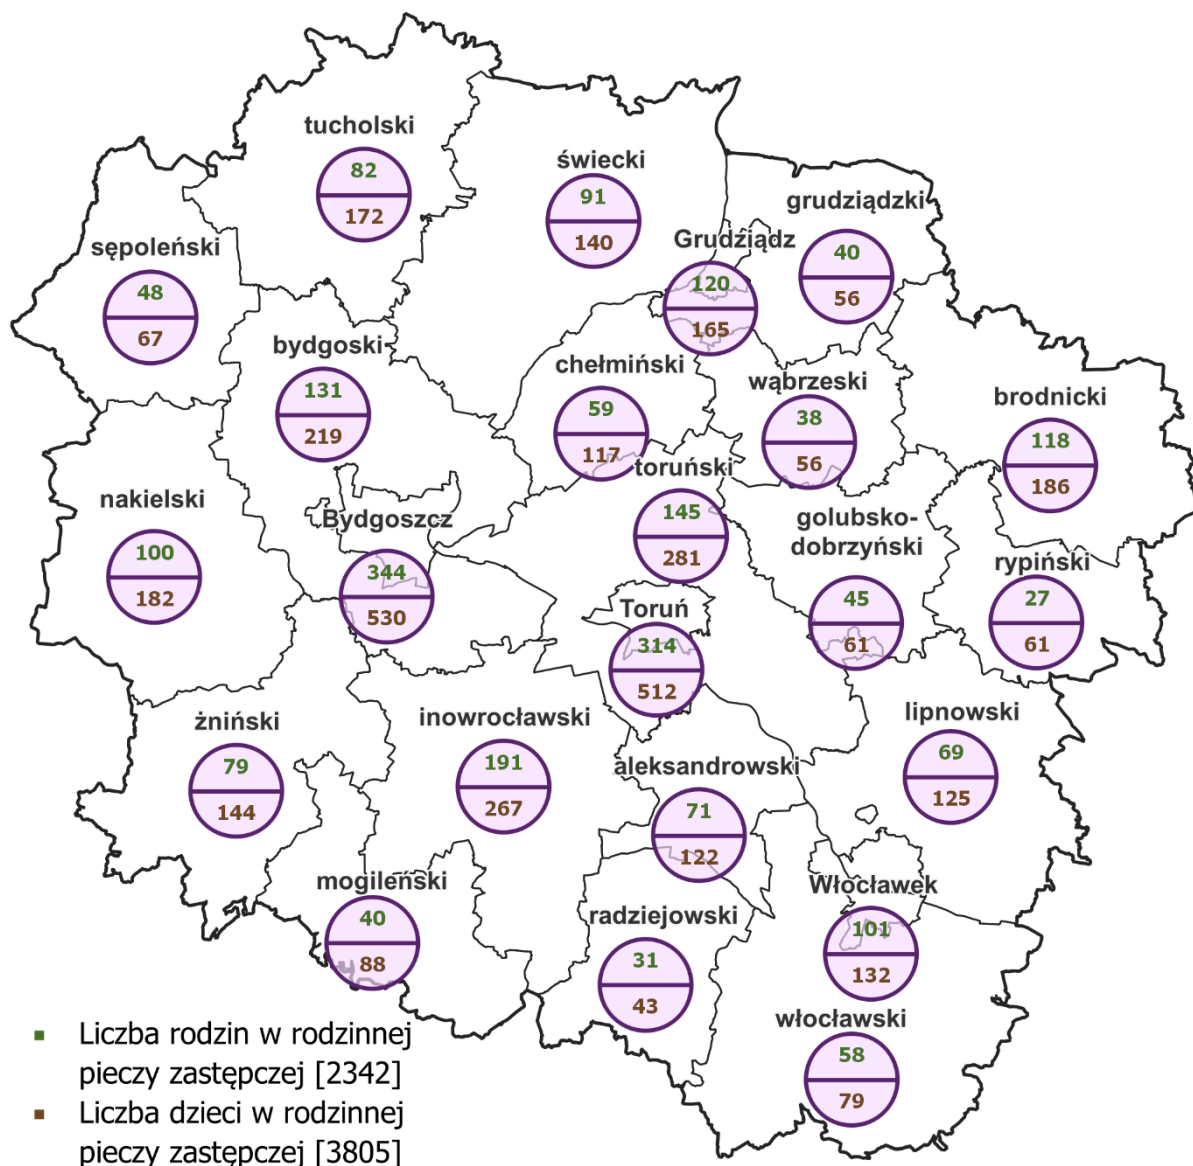 tucholski
82
172
świecki
91
140
grudziądzki
40
56
Grudziądz
120
165
sępoleński
48
67
bydgoski
131
219
chełmiński
59
117
wąbrzeski
38
56
brodnicki
118
186
nakielski
100
182
Bydgoszcz
344
530
toruński
145
281
golubsko-
dobrzyński
45
61
rypiński
27
61
Toruń
314
512
żniński
79
144
inowrocławski
191
267
lipnowski
69
125
aleksandrowski
71
122
mogileński
40
88
radziejowski
31
43
Włocławek
101
132
włocławski
58
79
Liczba rodzin w rodzinnej
pieczy zastępczej [2342]
Liczba dzieci w rodzinnej
pieczy zastępczej [3805]